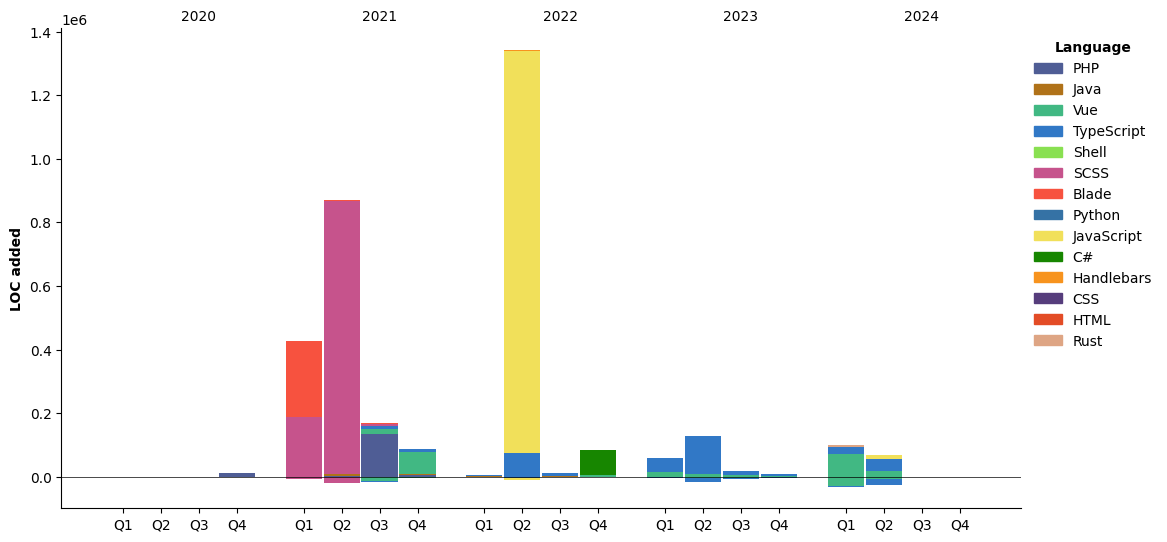 2020 2021 2022 2023 2024
1e6
1.4
1.2
1.0
0.8
0.6
0.4
0.2
0.0
LOC added
Q1 Q2 Q3 Q4 Q1 Q2 Q3 Q4 Q1 Q2 Q3 Q4 Q1 Q2 Q3 Q4 Q1 Q2 Q3 Q4
Language
PHP
Java
Vue
TypeScript
Shell
SCSS
Blade
Python
JavaScript
C#
Handlebars
CSS
HTML
Rust